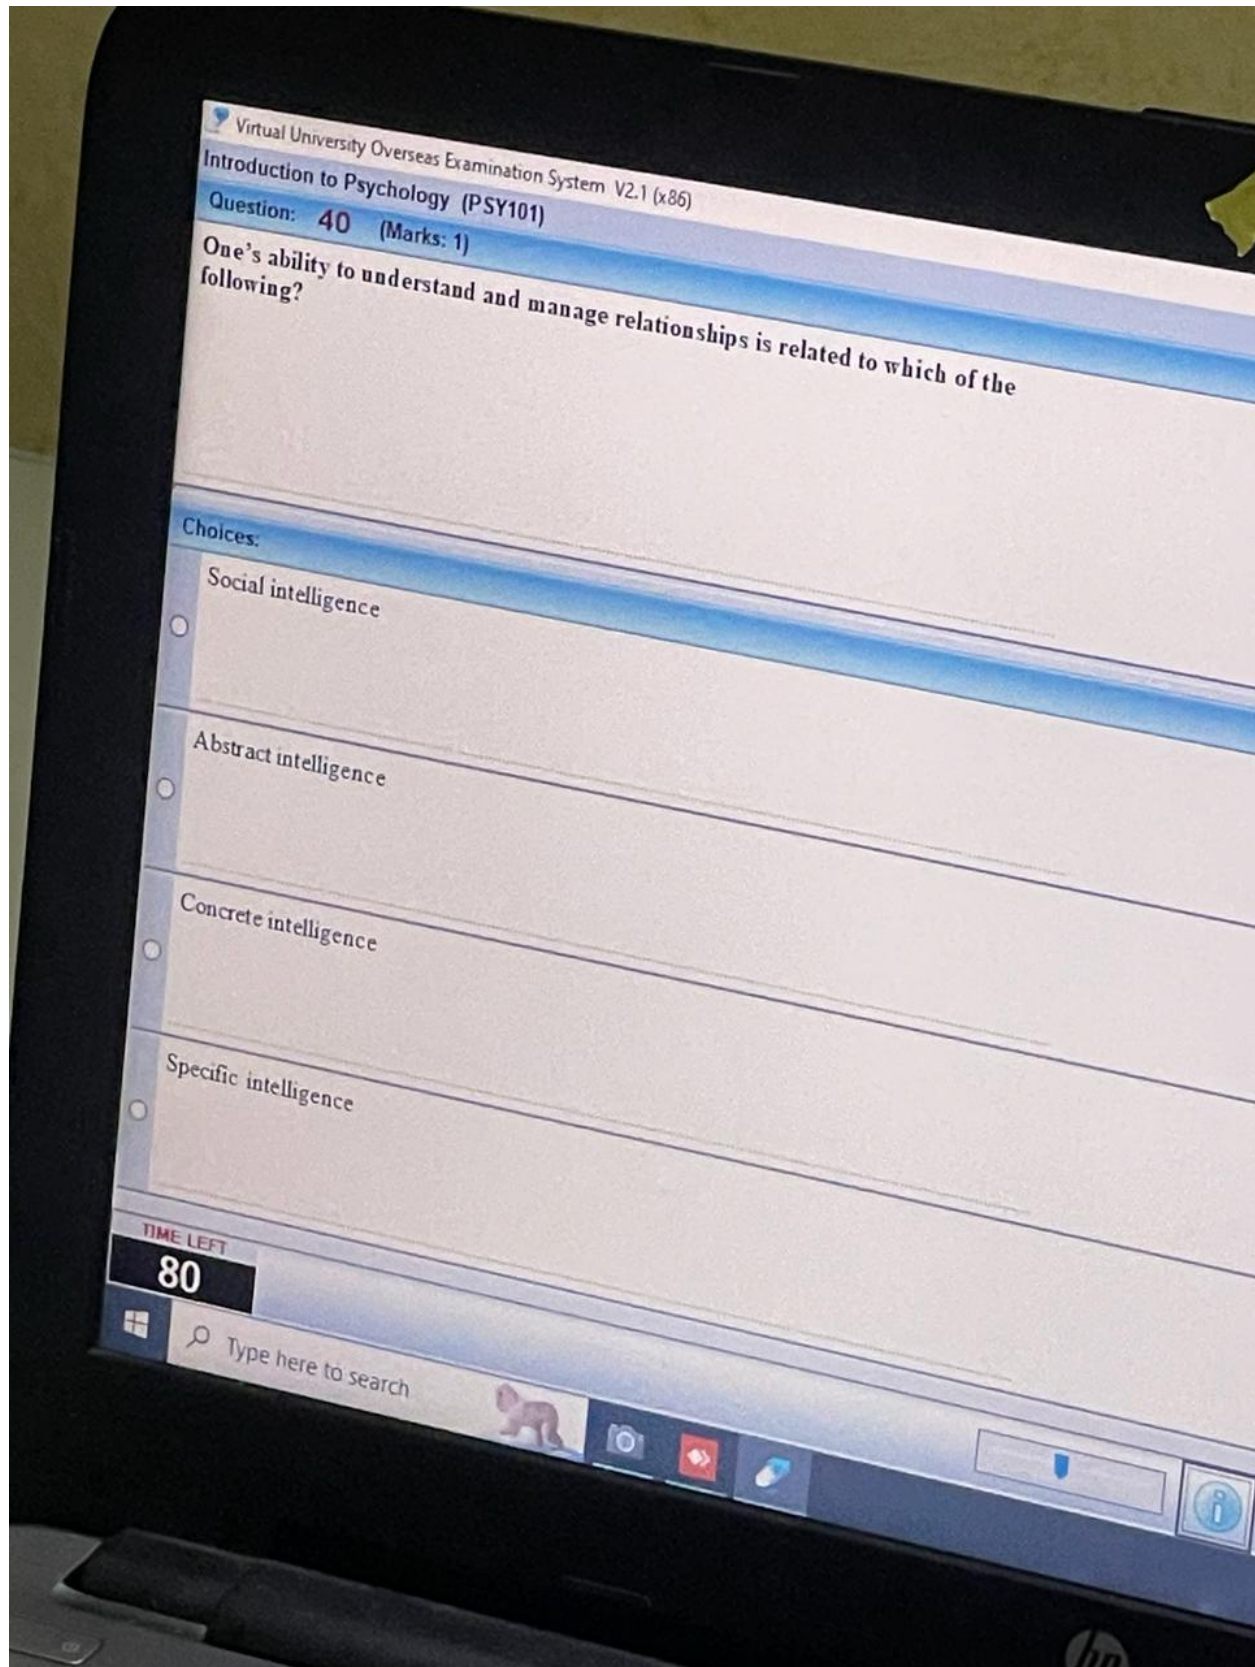 Virtual University Overseas Examination System V2.1 (x86)
Introduction to Psychology (PSY101)
Question: 40 (Marks: 1)
One's ability to understand and manage relationships is related to which of the
following?
Choices:
Social intelligence
Abstract intelligence
Concrete intelligence
Specific intelligence
TIME LEFT
80
Type here to search
i
hp